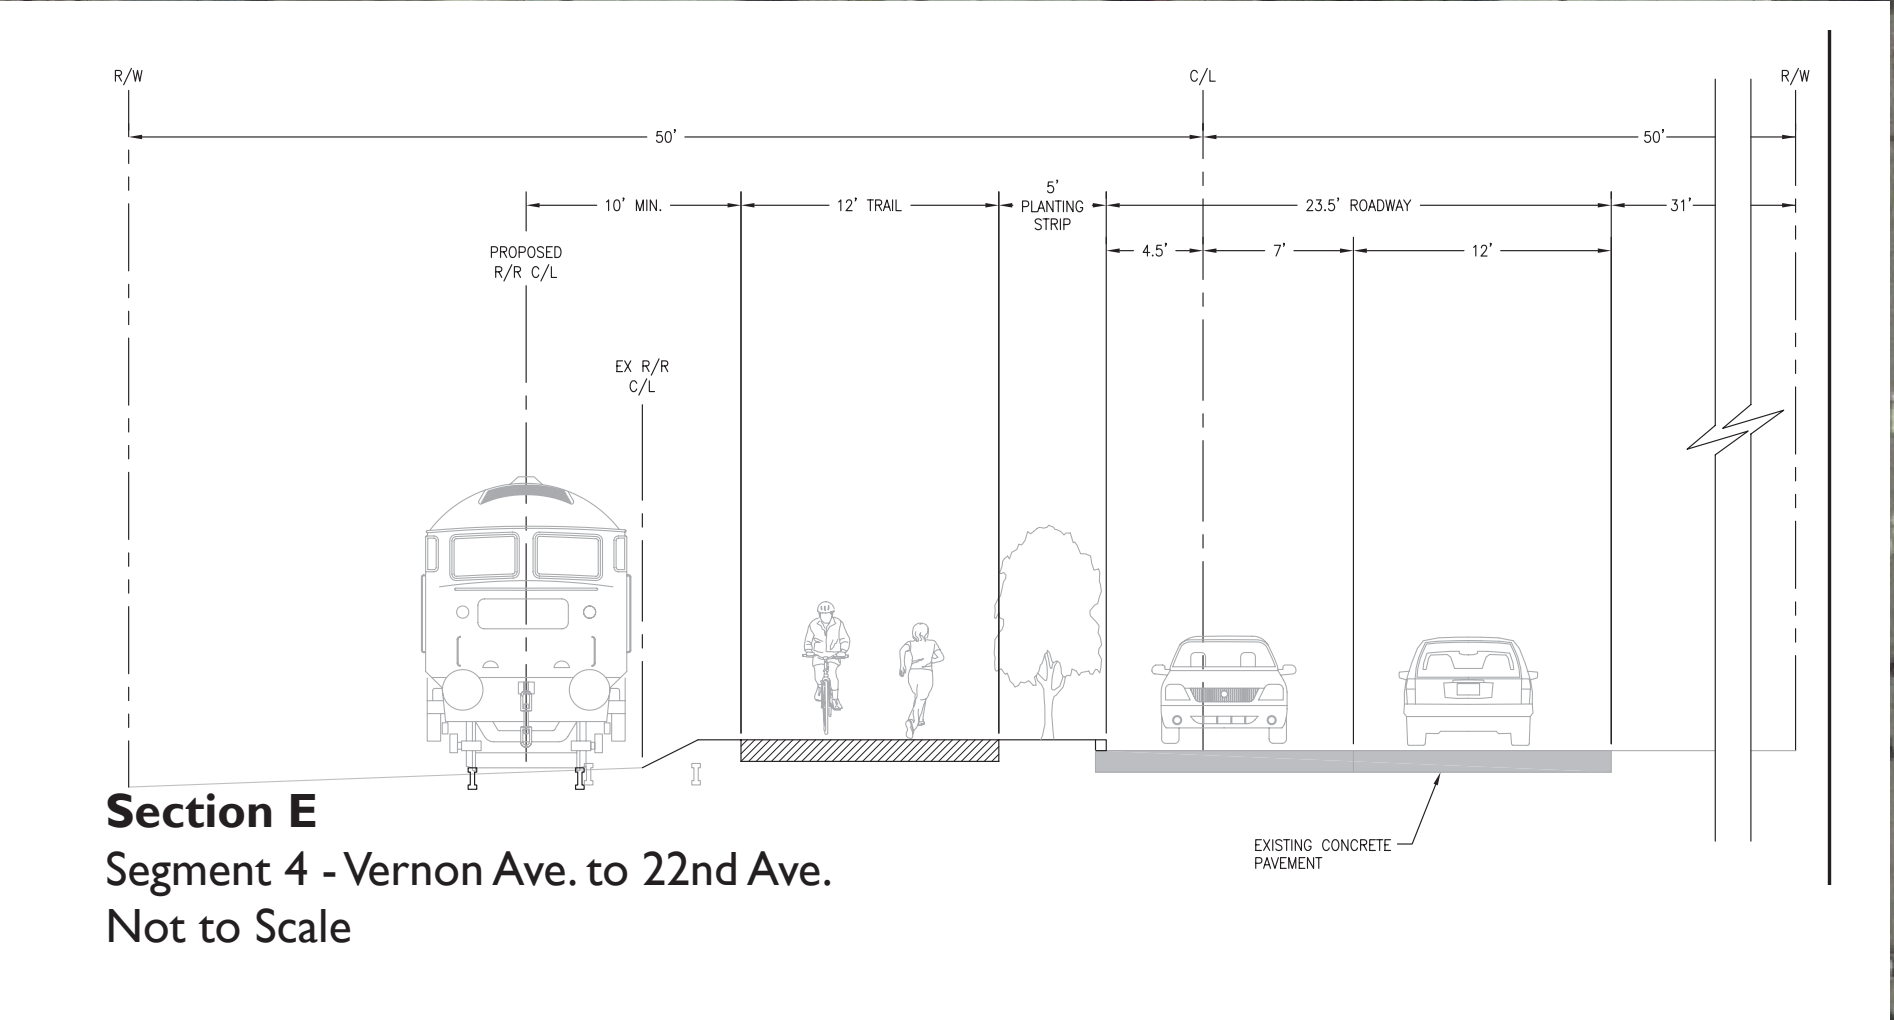 R/W
C/L
R/W
50'
50'
10' MIN.
12' TRAIL
5'
PLANTING
STRIP
23.5' ROADWAY
31'
4.5'
7'
12'
PROPOSED
R/R C/L
EX R/R
C/L
EXISTING CONCRETE
PAVEMENT
Section E
Segment 4 - Vernon Ave. to 22nd Ave.
Not to Scale